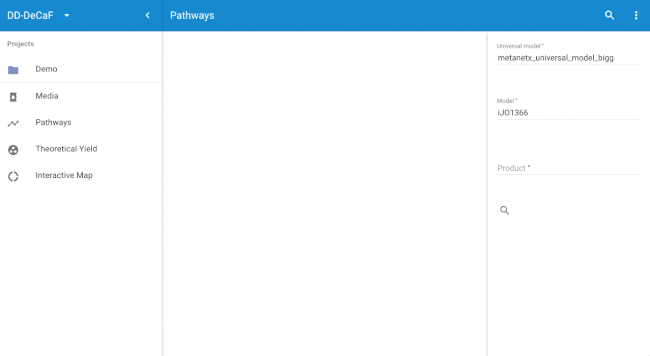 DD-DeCaF
Pathways
Projects
Demo
Media
Pathways
Theoretical Yield
Interactive Map
Universal model *
metanetx_universal_model_bigg
Model *
iJO1366
Product *